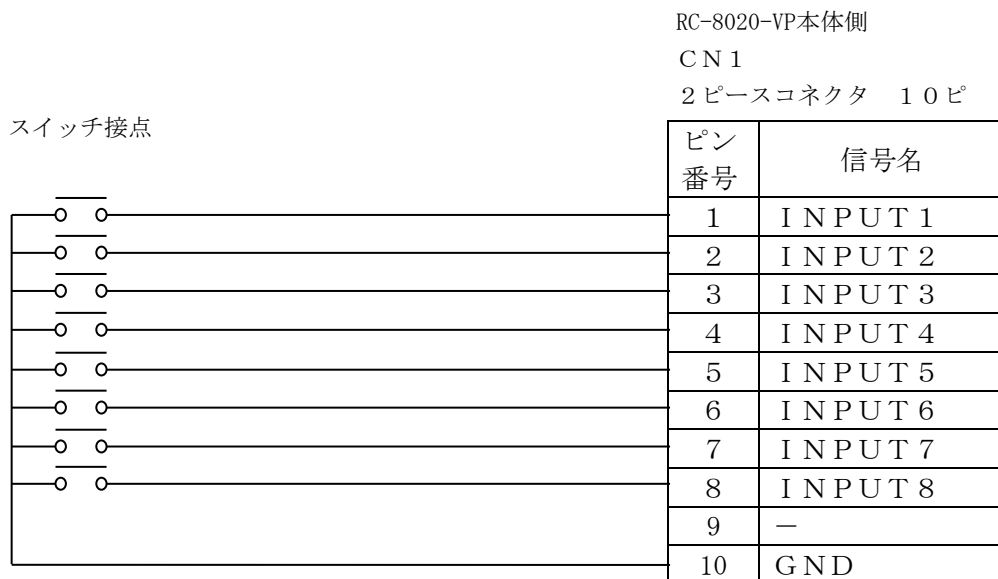 RC-8020-VP本体側
ＣＮ１
２ピースコネクタ　１０ピ
スイッチ接点
ピン
番号
信号名
1 ＩＮＰＵＴ１
2 ＩＮＰＵＴ２
3 ＩＮＰＵＴ３
4 ＩＮＰＵＴ４
5 ＩＮＰＵＴ５
6 ＩＮＰＵＴ６
7 ＩＮＰＵＴ７
8 ＩＮＰＵＴ８
9 －
10 ＧＮＤ